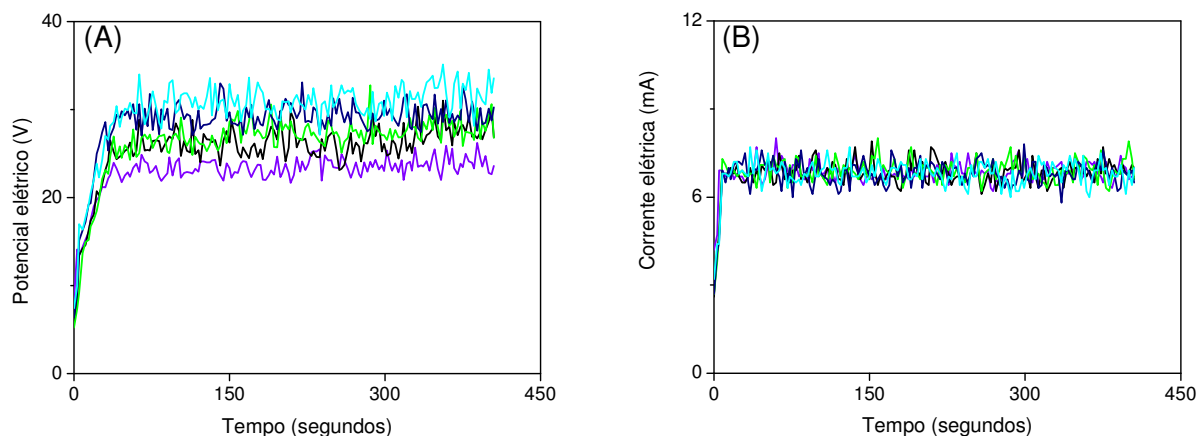 (A)
Potencial elétrico (V)
40
20
0
0 150 300 450
Tempo (segundos)
(B)
Corrente elétrica (mA)
12
6
0
0 150 300 450
Tempo (segundos)